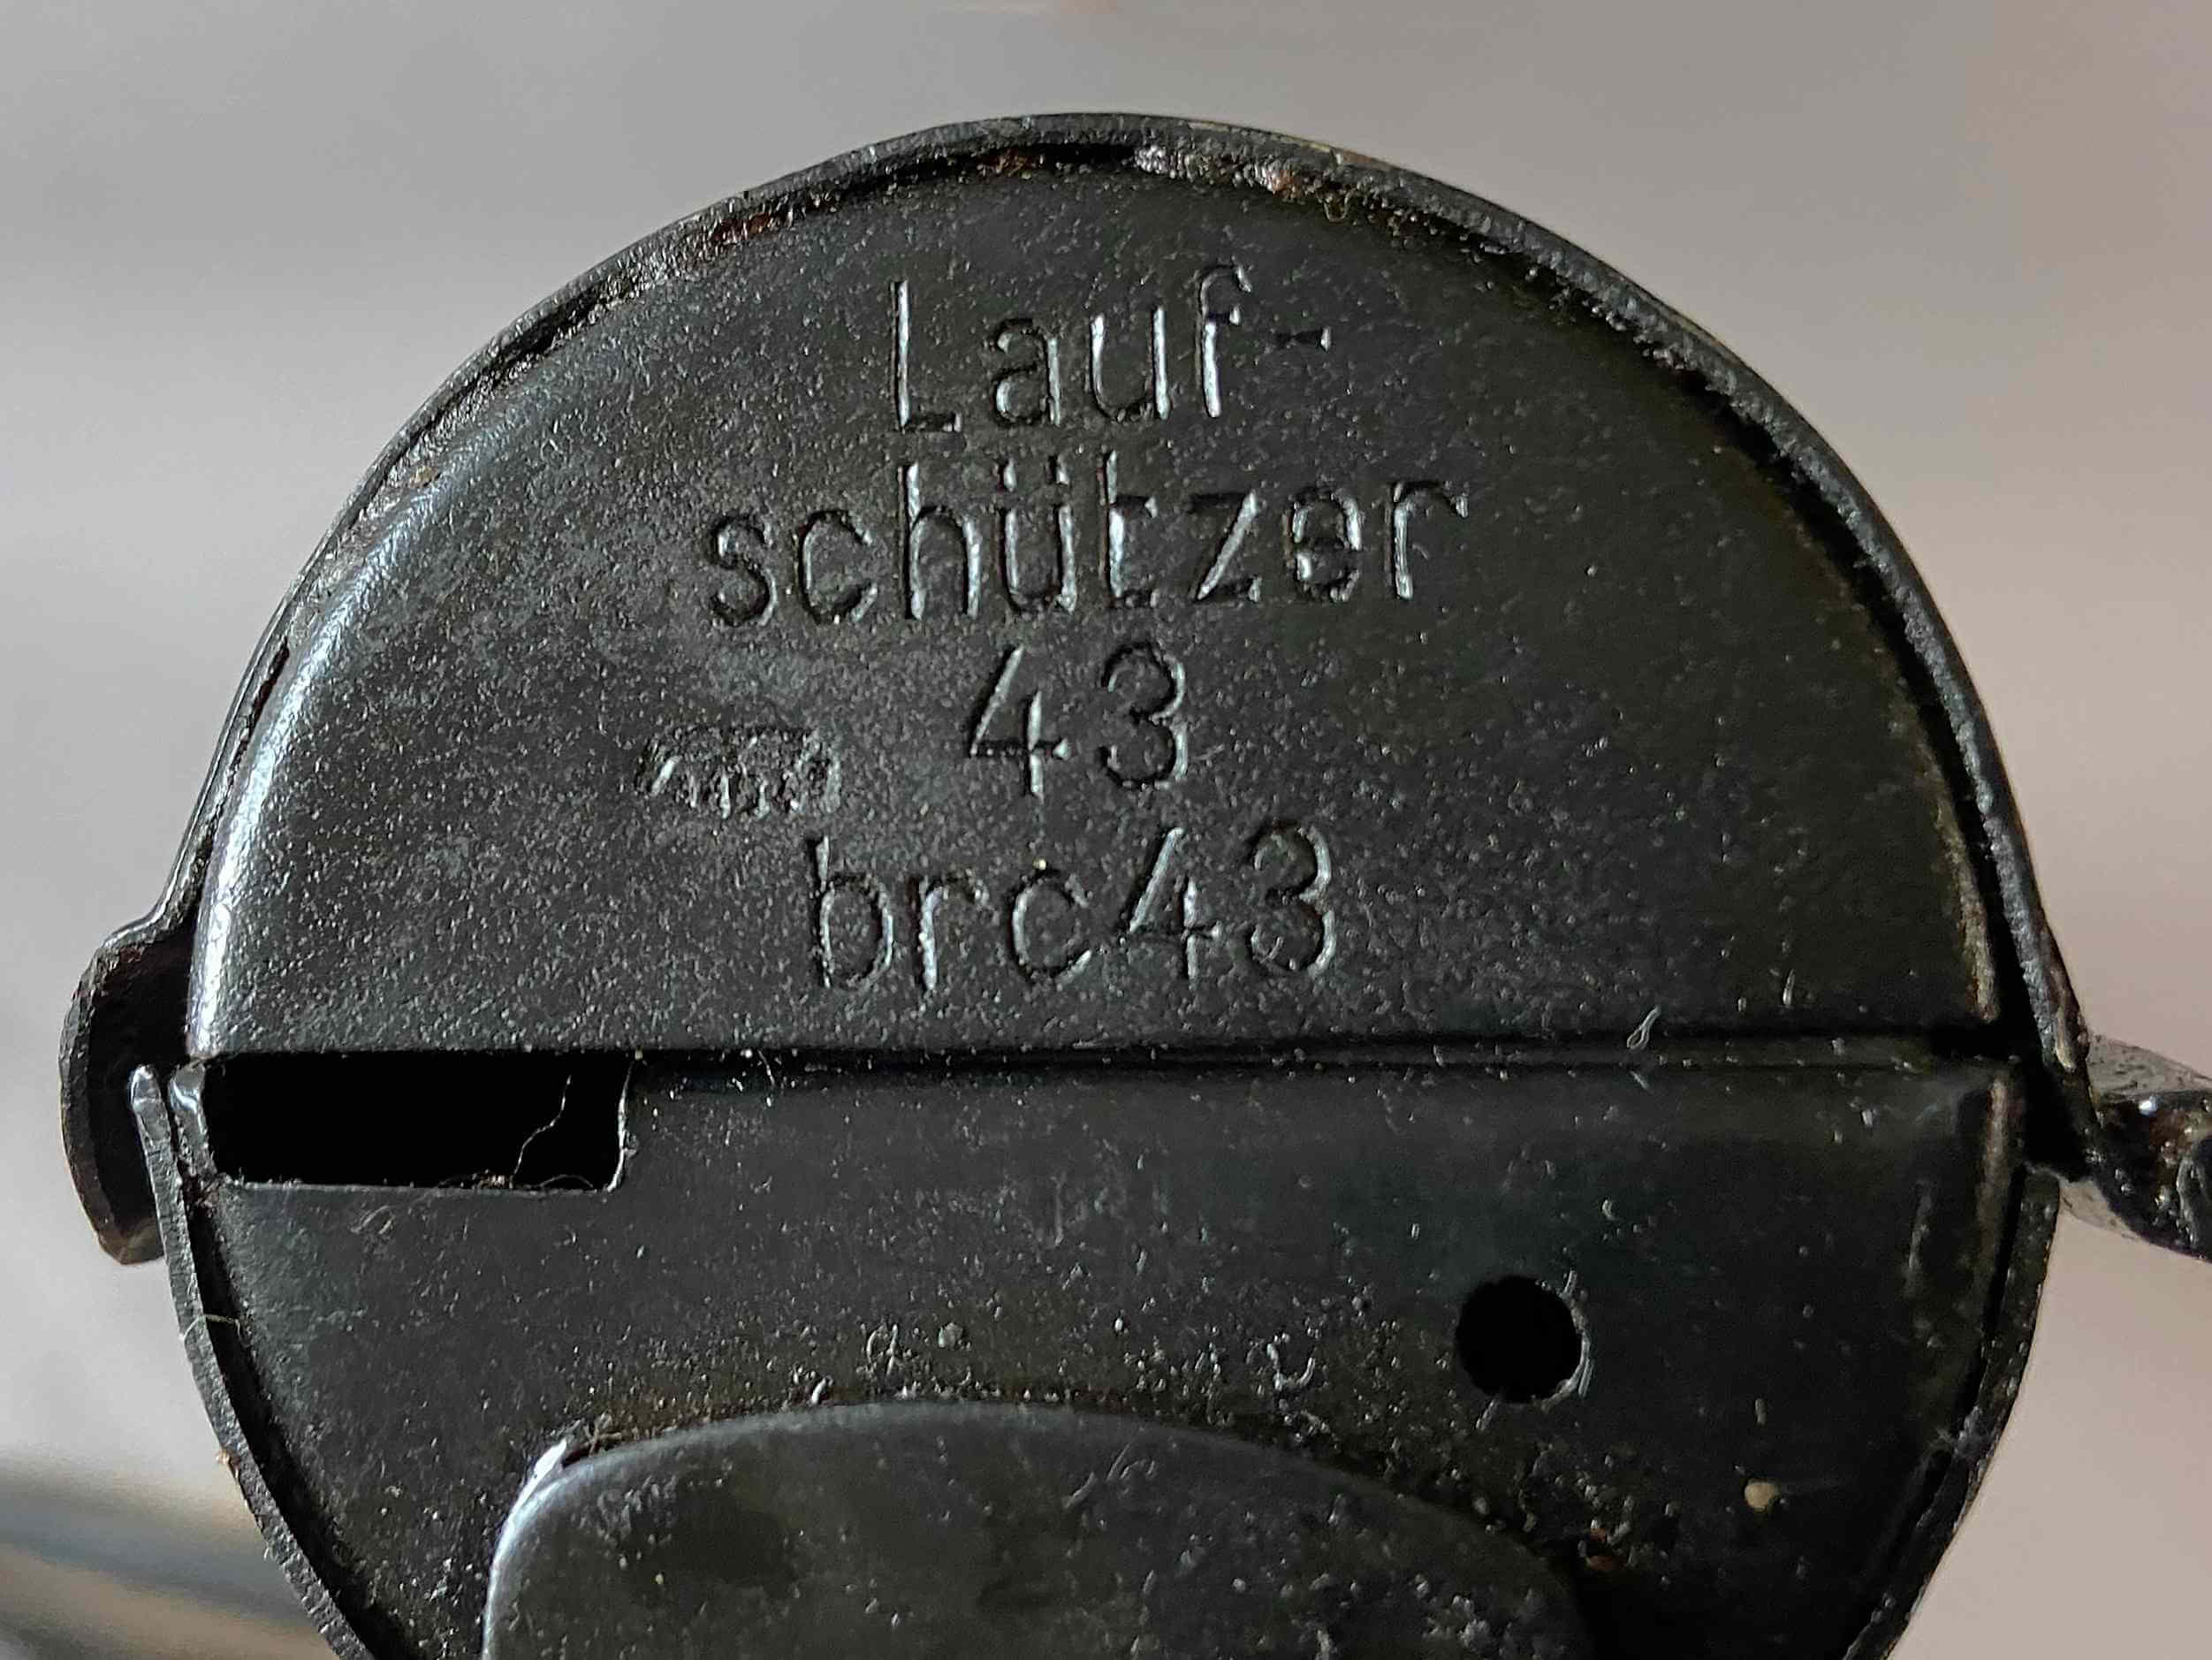 Lauf-
schützer
43
brc43